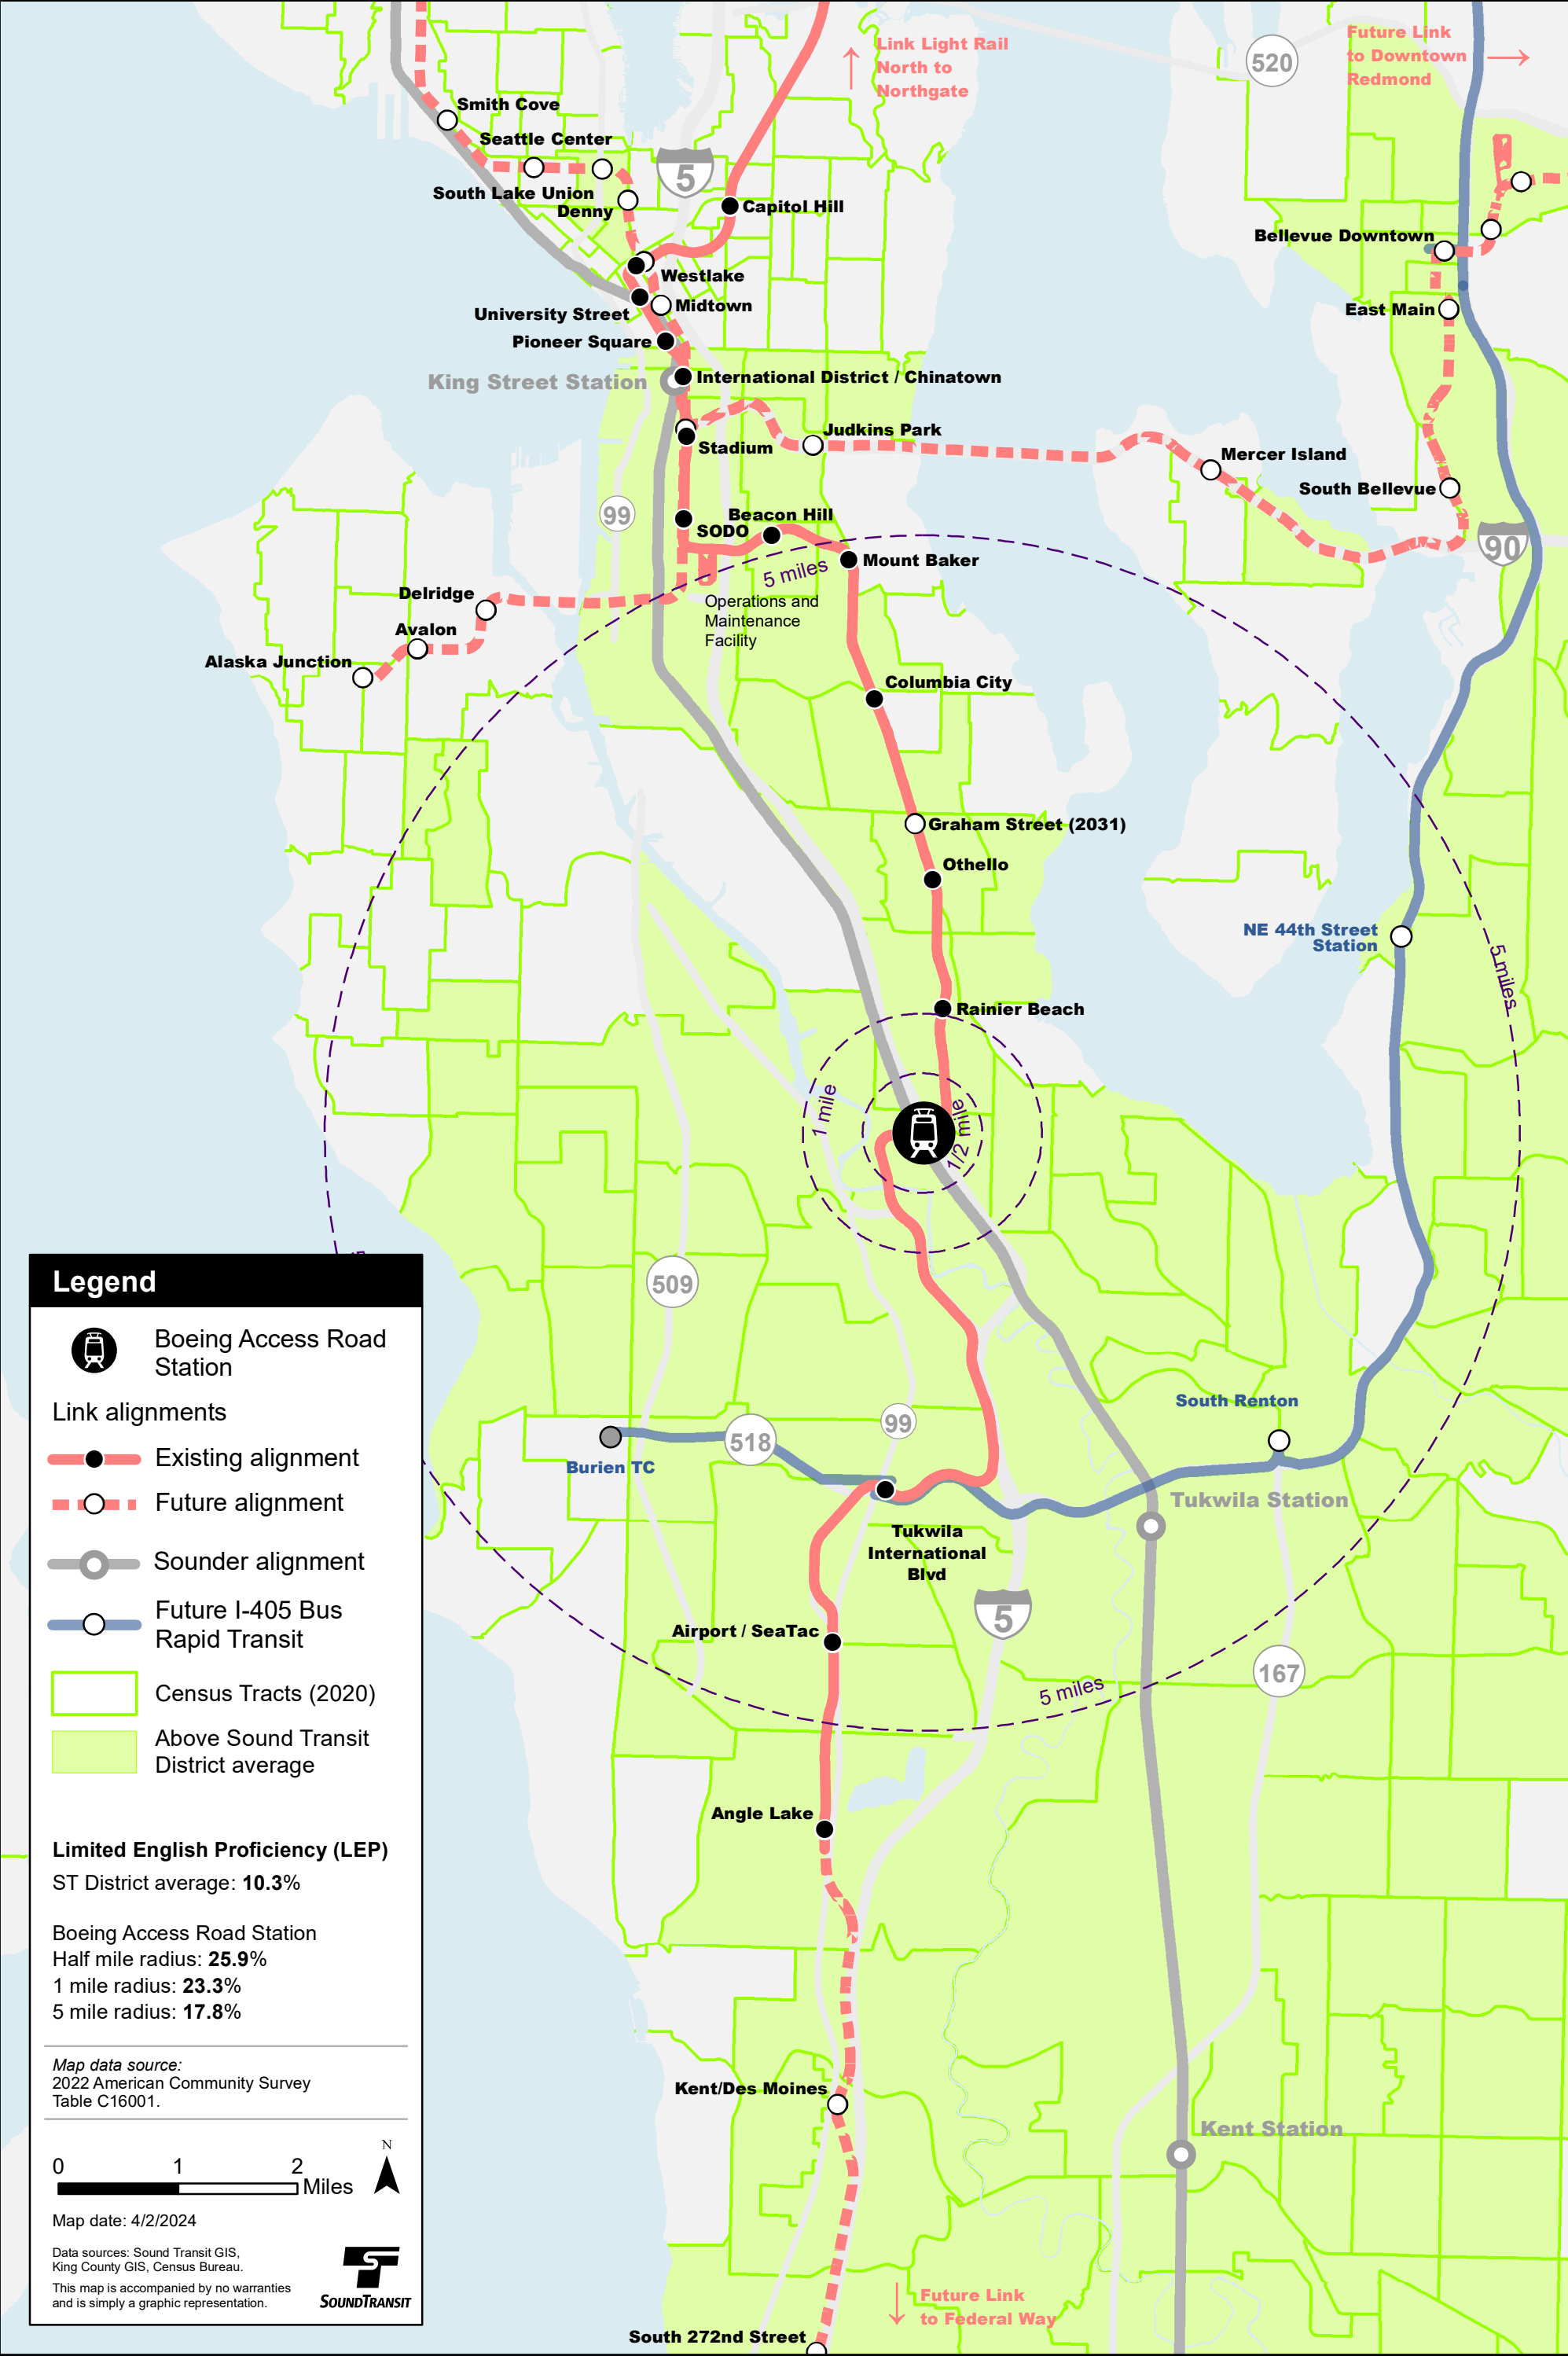 Link Light Rail
North to
Northgate
520
Future Link
to Downtown
Redmond
Smith Cove
Seattle Center
5
South Lake Union
Denny
Capitol Hill
Bellevue Downtown
Westlake
Midtown
University Street
East Main
Pioneer Square
King Street Station
International District / Chinatown
Judkins Park
Stadium
Mercer Island
South Bellevue
99
Beacon Hill
SODO
90
Mount Baker
5 miles
Operations and
Maintenance
Facility
Delridge
Avalon
Alaska Junction
Columbia City
Graham Street (2031)
Othello
NE 44th Street
Station
5 miles
Rainier Beach
1 mile
1/2 mile
509
South Renton
99
518
Burien TC
Tukwila Station
Tukwila
International
Blvd
5
Airport / SeaTac
167
5 miles
Angle Lake
Kent/Des Moines
Kent Station
Future Link
to Federal Way
South 272nd Street
Legend
Boeing Access Road
Station
Link alignments
Existing alignment
Future alignment
Sounder alignment
Future I-405 Bus
Rapid Transit
Census Tracts (2020)
Above Sound Transit
District average
Limited English Proficiency (LEP)
ST District average: 10.3%
Boeing Access Road Station
Half mile radius: 25.9%
1 mile radius: 23.3%
5 mile radius: 17.8%
Map data source:
2022 American Community Survey
Table C16001.
N
0 1 2
Miles
Map date: 4/2/2024
Data sources: Sound Transit GIS,
King County GIS, Census Bureau.
This map is accompanied by no warranties
and is simply a graphic representation.
SOUNDTRANSIT